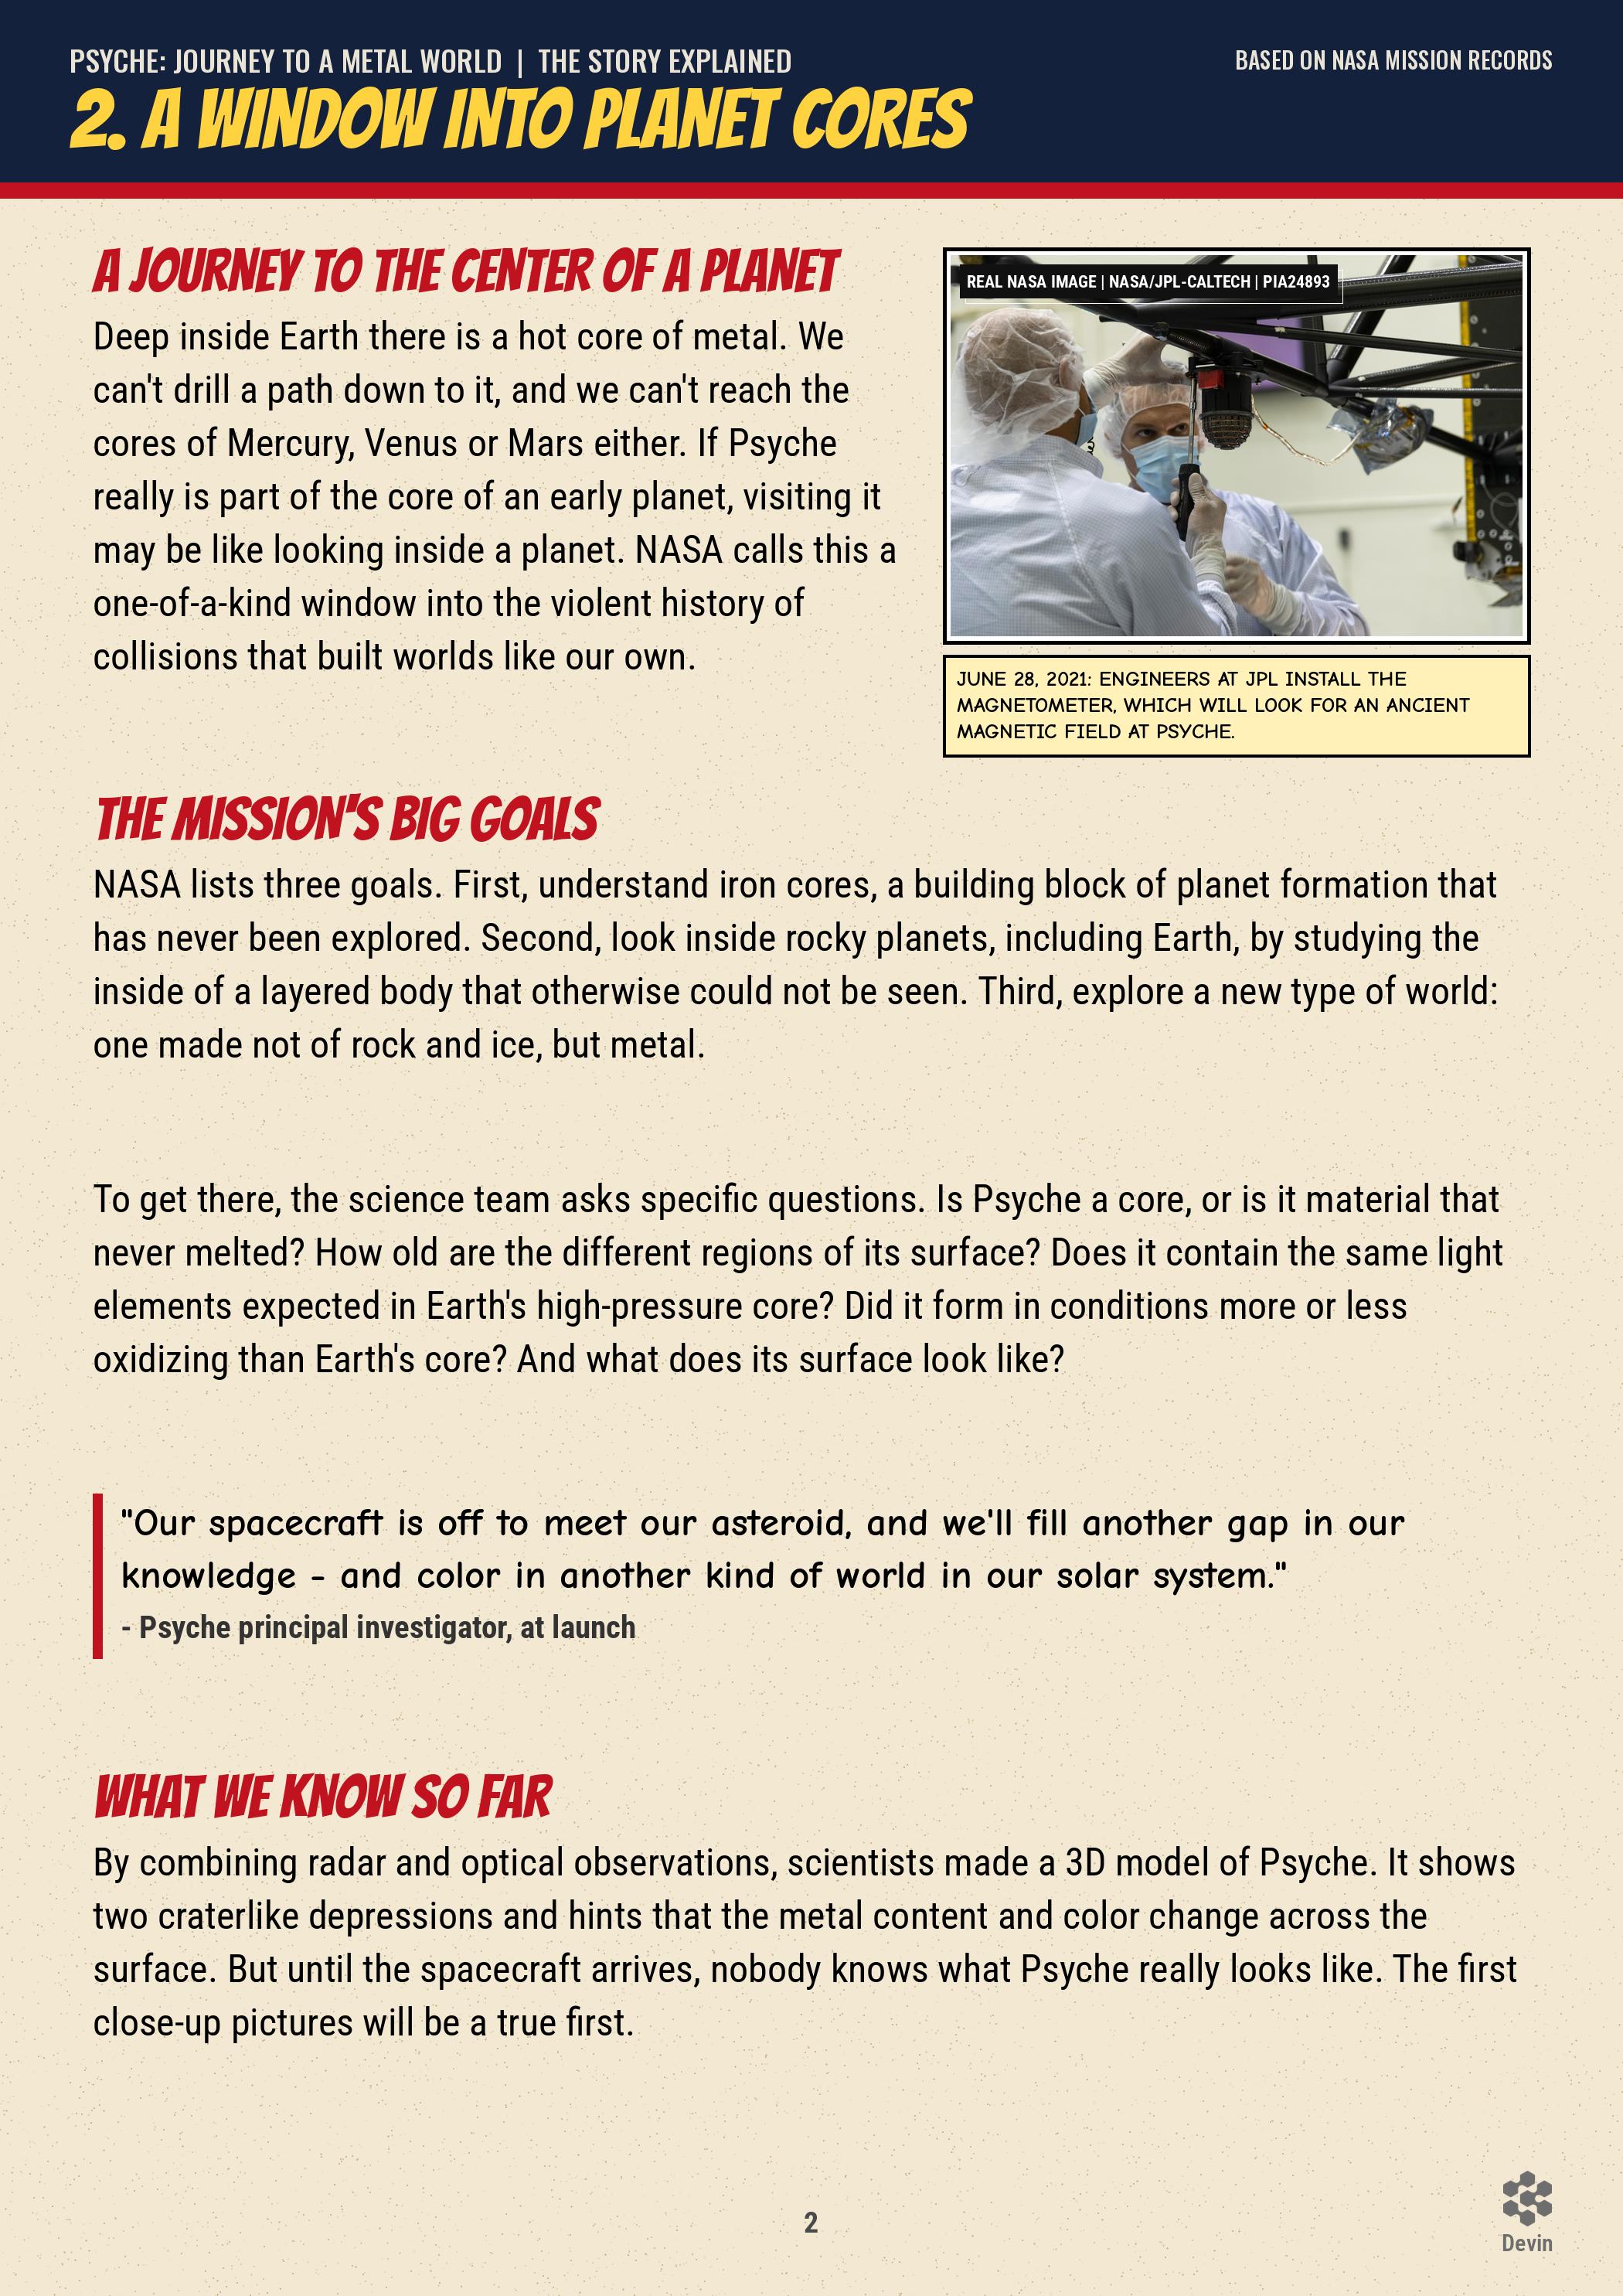 PSYCHE: JOURNEY TO A METAL WORLD | THE STORY EXPLAINED
BASED ON NASA MISSION RECORDS
2. A WINDOW INTO PLANET CORES
A JOURNEY TO THE CENTER OF A PLANET
Deep inside Earth there is a hot core of metal. We
can't drill a path down to it, and we can't reach the
cores of Mercury, Venus or Mars either. If Psyche
really is part of the core of an early planet, visiting it
may be like looking inside a planet. NASA calls this a
one-of-a-kind window into the violent history of
collisions that built worlds like our own.
REAL NASA IMAGE | NASA/JPL-CALTECH | PIA24893
JUNE 28, 2021: ENGINEERS AT JPL INSTALL THE
MAGNETOMETER, WHICH WILL LOOK FOR AN ANCIENT
MAGNETIC FIELD AT PSYCHE.
THE MISSION'S BIG GOALS
NASA lists three goals. First, understand iron cores, a building block of planet formation that
has never been explored. Second, look inside rocky planets, including Earth, by studying the
inside of a layered body that otherwise could not be seen. Third, explore a new type of world:
one made not of rock and ice, but metal.
To get there, the science team asks specific questions. Is Psyche a core, or is it material that
never melted? How old are the different regions of its surface? Does it contain the same light
elements expected in Earth's high-pressure core? Did it form in conditions more or less
oxidizing than Earth's core? And what does its surface look like?
"Our spacecraft is off to meet our asteroid, and we'll fill another gap in our
knowledge - and color in another kind of world in our solar system."
- Psyche principal investigator, at launch
WHAT WE KNOW SO FAR
By combining radar and optical observations, scientists made a 3D model of Psyche. It shows
two craterlike depressions and hints that the metal content and color change across the
surface. But until the spacecraft arrives, nobody knows what Psyche really looks like. The first
close-up pictures will be a true first.
2
Devin